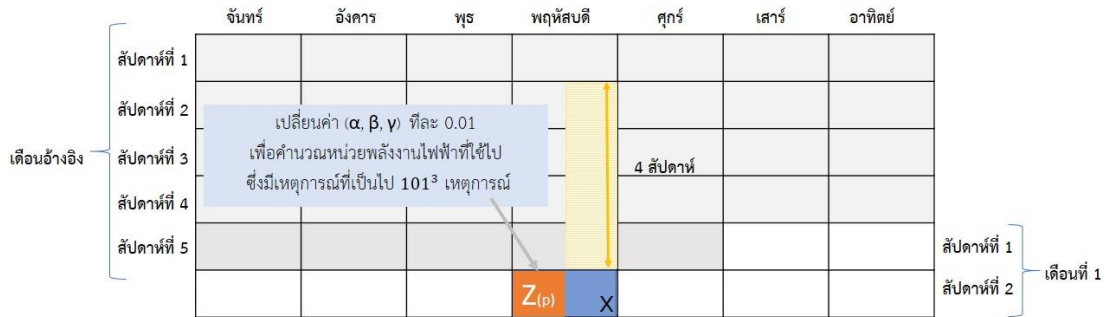 จันทร์ อังคาร พุธ พฤหัสบดี ศุกร์ เสาร์ อาทิตย์
สัปดาห์ที่ 1
สัปดาห์ที่ 2
เปลี่ยนค่า (α, β, γ) ทีละ 0.01
เพื่อคำนวณหน่วยพลังงานไฟฟ้าที่ใช้ไป
เดือนอ้างอิง สัปดาห์ที่ 3 4 สัปดาห์
ซึ่งมีเหตุการณ์ที่เป็นไป 101³ เหตุการณ์
สัปดาห์ที่ 4
สัปดาห์ที่ 5 สัปดาห์ที่ 1
เดือนที่ 1
Z(p) X สัปดาห์ที่ 2